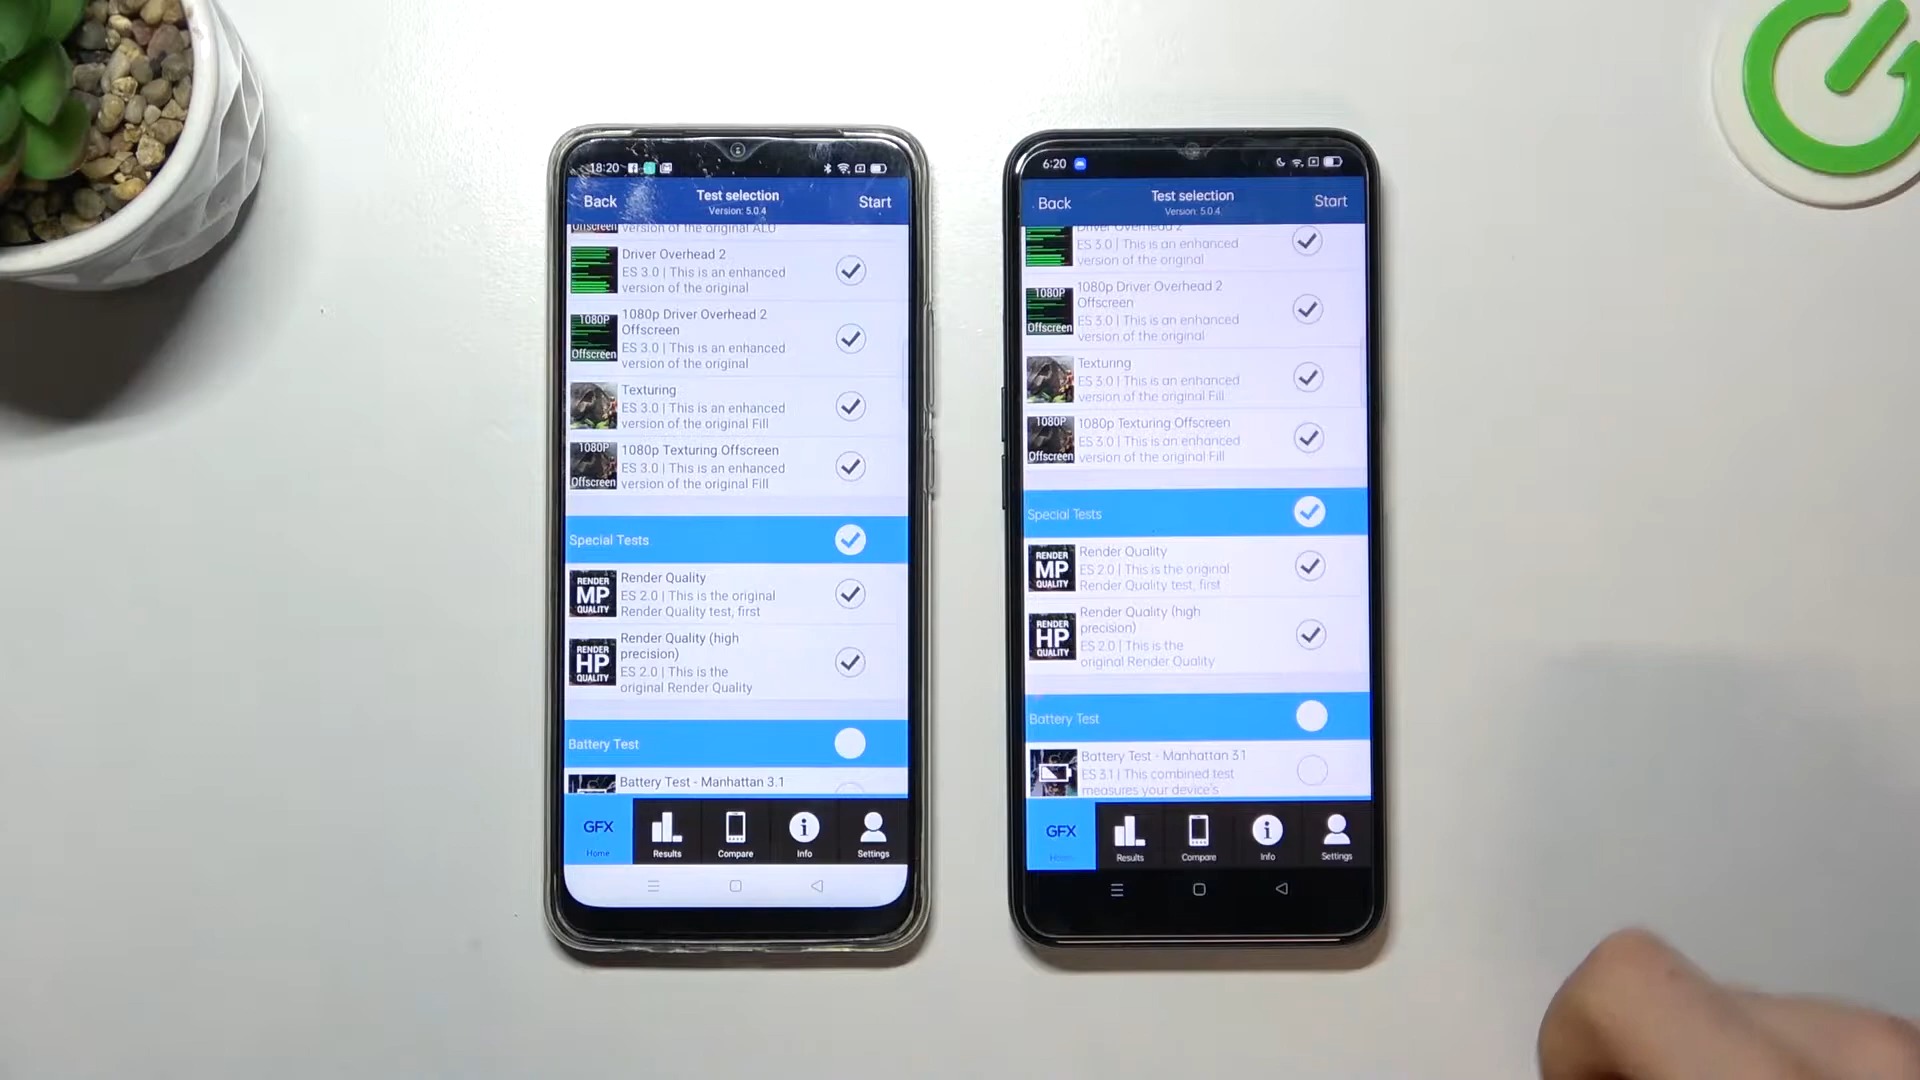 18:20
Back
Test selection
Version: 5.0.4
Start
Offscreen
version of the original ALU
Driver Overhead 2
ES 3.0 | This is an enhanced
version of the original
1080P
Offscreen
1080p Driver Overhead 2
Offscreen
ES 3.0 | This is an enhanced
version of the original
Texturing
ES 3.0 | This is an enhanced
version of the original Fill
1080P
Offscreen
1080p Texturing Offscreen
ES 3.0 | This is an enhanced
version of the original Fill
Special Tests
RENDER
MP
QUALITY
Render Quality
ES 2.0 | This is the original
Render Quality test, first
RENDER
HP
QUALITY
Render Quality (high
precision)
ES 2.0 | This is the
original Render Quality
Battery Test
Battery Test - Manhattan 3.1
GFX
Home
Results
Compare
Info
Settings
6:20
Back
Test selection
Version: 5.0.4
Start
Driver Overhead 2
ES 3.0 | This is an enhanced
version of the original
1080P
Offscreen
1080p Driver Overhead 2
Offscreen
ES 3.0 | This is an enhanced
version of the original
Texturing
ES 3.0 | This is an enhanced
version of the original Fill
1080P
Offscreen
1080p Texturing Offscreen
ES 3.0 | This is an enhanced
version of the original Fill
Special Tests
RENDER
MP
QUALITY
Render Quality
ES 2.0 | This is the original
Render Quality test, first
RENDER
HP
QUALITY
Render Quality (high
precision)
ES 2.0 | This is the
original Render Quality
Battery Test
Battery Test - Manhattan 3.1
ES 3.1 | This combined test
measures your device's
GFX
Home
Results
Compare
Info
Settings